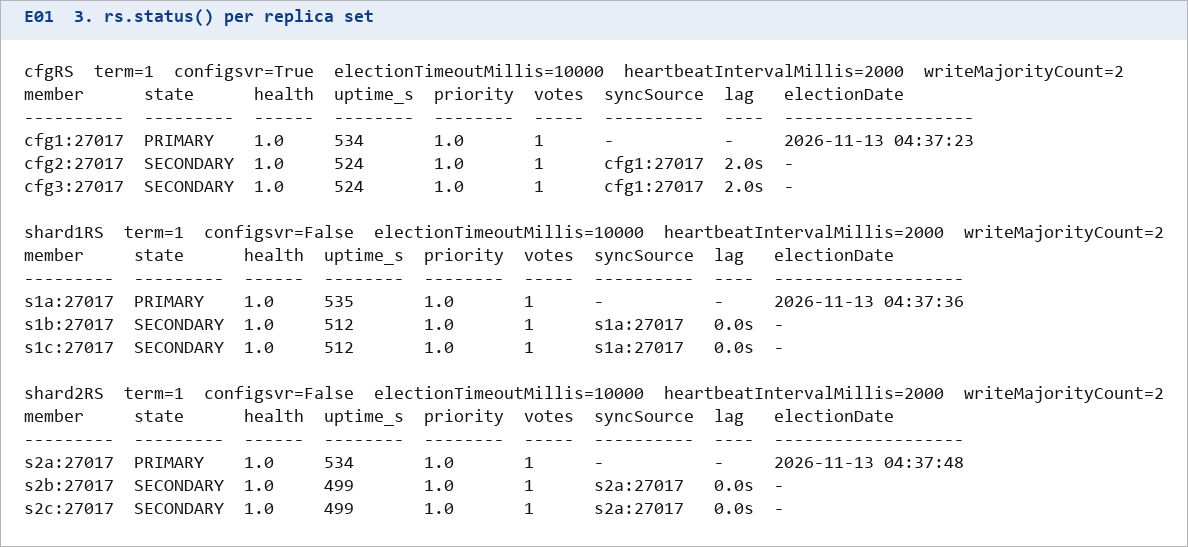 E01  3. rs.status() per replica set
cfgRS  term=1  configsvr=True  electionTimeoutMillis=10000  heartbeatIntervalMillis=2000  writeMajorityCount=2
member      state      health  uptime_s  priority  votes  syncSource  lag   electionDate
----------  ---------  ------  --------  --------  -----  ----------  ----  -------------------
cfg1:27017  PRIMARY    1.0     534       1.0       1      -           -     2026-11-13 04:37:23
cfg2:27017  SECONDARY  1.0     524       1.0       1      cfg1:27017  2.0s  -
cfg3:27017  SECONDARY  1.0     524       1.0       1      cfg1:27017  2.0s  -
shard1RS  term=1  configsvr=False  electionTimeoutMillis=10000  heartbeatIntervalMillis=2000  writeMajorityCount=2
member     state      health  uptime_s  priority  votes  syncSource  lag   electionDate
---------  ---------  ------  --------  --------  -----  ----------  ----  -------------------
s1a:27017  PRIMARY    1.0     535       1.0       1      -           -     2026-11-13 04:37:36
s1b:27017  SECONDARY  1.0     512       1.0       1      s1a:27017   0.0s  -
s1c:27017  SECONDARY  1.0     512       1.0       1      s1a:27017   0.0s  -
shard2RS  term=1  configsvr=False  electionTimeoutMillis=10000  heartbeatIntervalMillis=2000  writeMajorityCount=2
member     state      health  uptime_s  priority  votes  syncSource  lag   electionDate
---------  ---------  ------  --------  --------  -----  ----------  ----  -------------------
s2a:27017  PRIMARY    1.0     534       1.0       1      -           -     2026-11-13 04:37:48
s2b:27017  SECONDARY  1.0     499       1.0       1      s2a:27017   0.0s  -
s2c:27017  SECONDARY  1.0     499       1.0       1      s2a:27017   0.0s  -